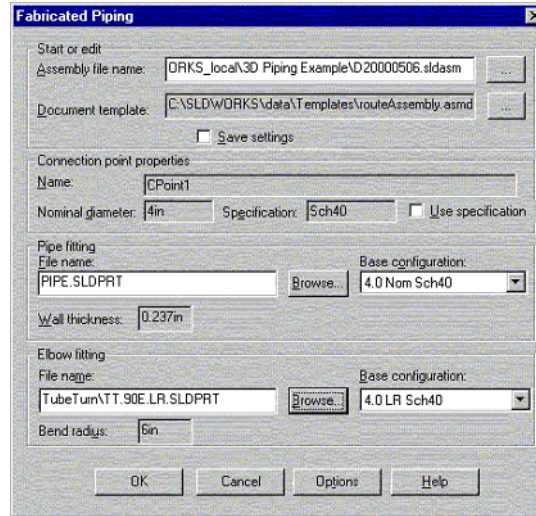 Fabricated Piping
Start or edit
Assembly file name: ORKS_local\3D Piping Example\D20000506.sldasm ...
Document template: C:\SLDWORKS\data\Templates\routeAssembly.asmd ...
Save settings
Connection point properties
Name: CPoint1
Nominal diameter: 4in Specification: Sch40 Use specification
Pipe fitting
File name: Base configuration:
PIPE.SLDPRT Browse... 4.0 Nom Sch40
Wall thickness: 0.237in
Elbow fitting
File name: Base configuration:
TubeTurn\TT.90E.LR.SLDPRT Browse... 4.0 LR Sch40
Bend radius: 6in
OK Cancel Options Help